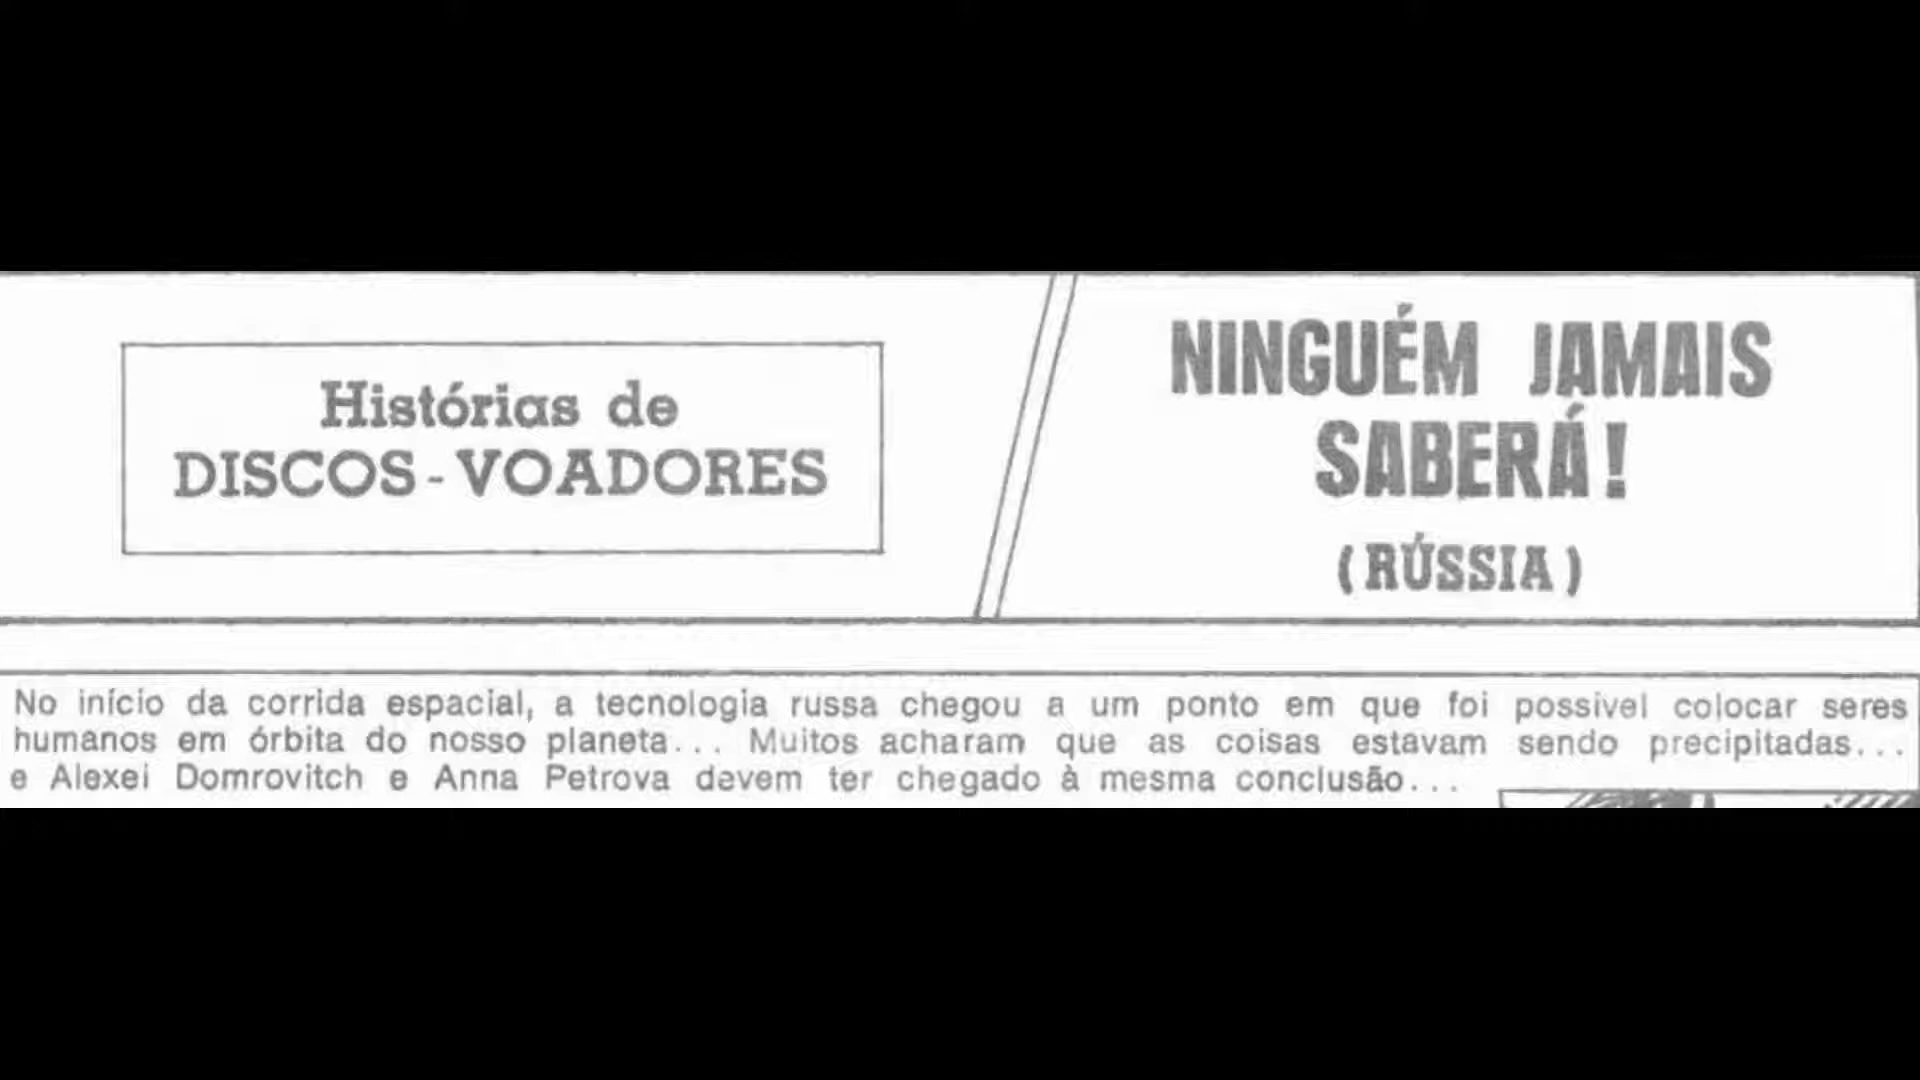 Histórias de
DISCOS-VOADORES
NINGUÉM JAMAIS
SABERÁ!
(RÚSSIA)
No início da corrida espacial, a tecnologia russa chegou a um ponto em que foi possivel colocar seres
humanos em órbita do nosso planeta... Muitos acharam que as coisas estavam sendo precipitadas...
e Alexei Domrovitch e Anna Petrova devem ter chegado à mesma conclusão...